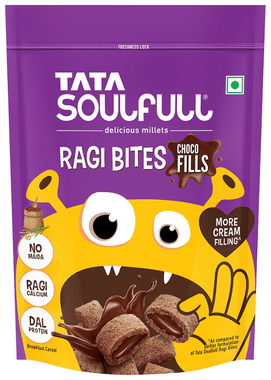 FRESHNESS LOCK
TATA
SOULFULL®
delicious millets
RAGI BITES
CHOCO
FILLS
MORE
CREAM
FILLING^
NO
MAIDA
RAGI
CALCIUM
DAL
PROTEIN
Breakfast Cereal
^As compared to
earlier formulations
of Tata Soulfull Ragi Bites.